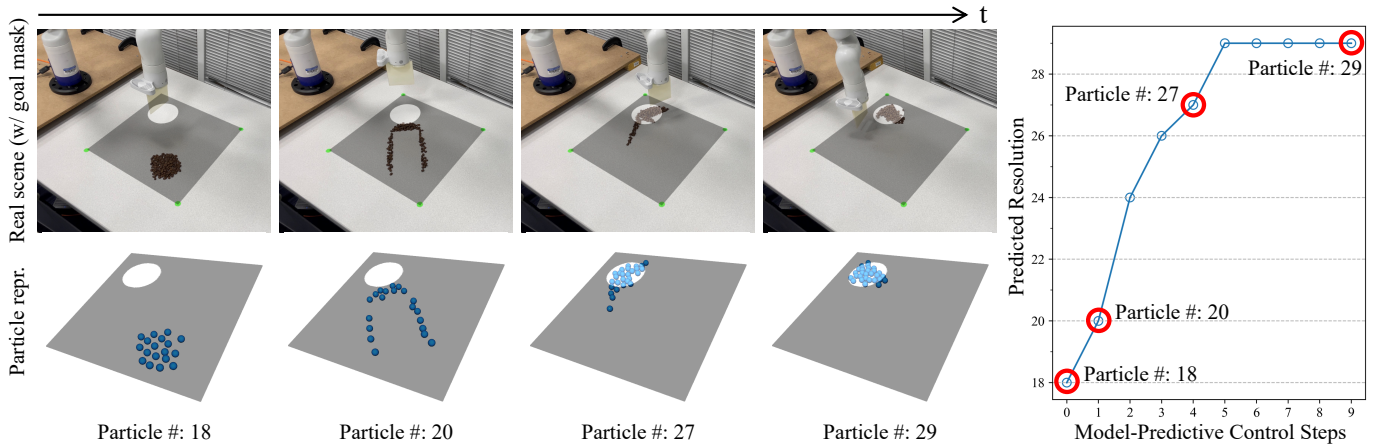 t
Real scene (w/ goal mask)
Particle repr.
Particle #: 18
Particle #: 20
Particle #: 27
Particle #: 29
Predicted Resolution
28
26
24
22
20
18
Particle #: 29
Particle #: 27
Particle #: 20
Particle #: 18
0 1 2 3 4 5 6 7 8 9
Model-Predictive Control Steps